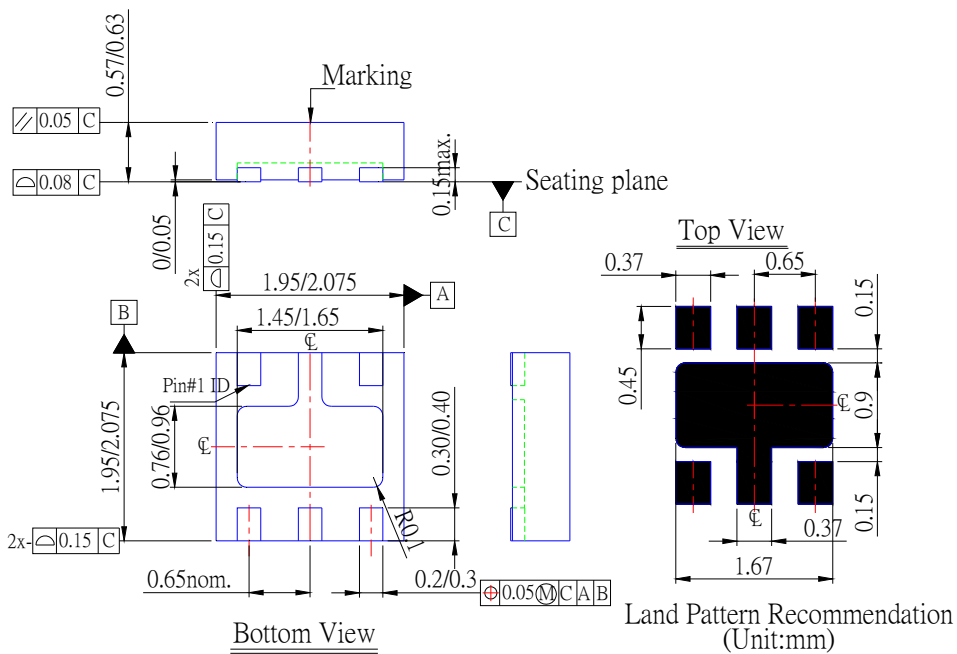 0.57/0.63
Marking
// 0.05 C
0.08 C
0.15max.
Seating plane
C
0/0.05
2x 0.15 C
1.95/2.075
A
B
1.45/1.65
℄
Pin#1 ID
℄
0.76/0.96
1.95/2.075
0.30/0.40
R0.1
2x- 0.15 C
0.65nom.
0.2/0.3
⌖ 0.05 Ⓜ C A B
Bottom View
Top View
0.37
0.65
0.15
0.45
℄
0.9
℄
0.37
0.15
1.67
Land Pattern Recommendation
(Unit:mm)